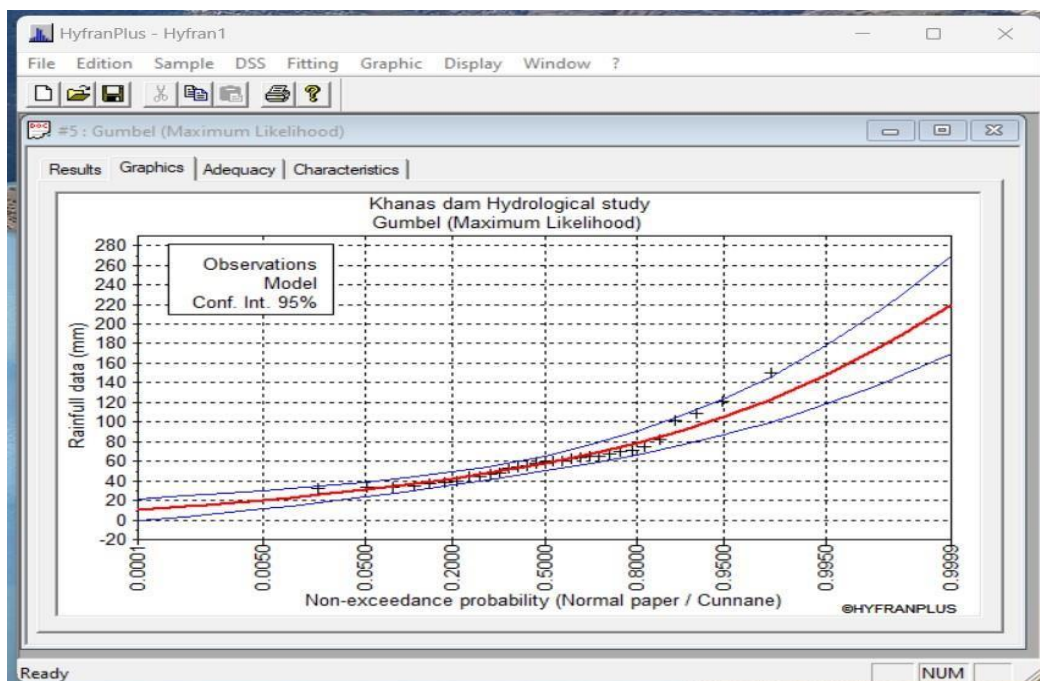 HyfranPlus - Hyfran1
File Edition Sample DSS Fitting Graphic Display Window ?
#5 : Gumbel (Maximum Likelihood)
Results Graphics Adequacy Characteristics
Khanas dam Hydrological study
Gumbel (Maximum Likelihood)
Observations
Model
Conf. Int. 95%
Rainfull data (mm)
280
260
240
220
200
180
160
140
120
100
80
60
40
20
0
-20
0.0001 0.0050 0.0500 0.2000 0.5000 0.8000 0.9500 0.9950 0.9999
Non-exceedance probability (Normal paper / Cunnane)
©HYFRANPLUS
Ready NUM